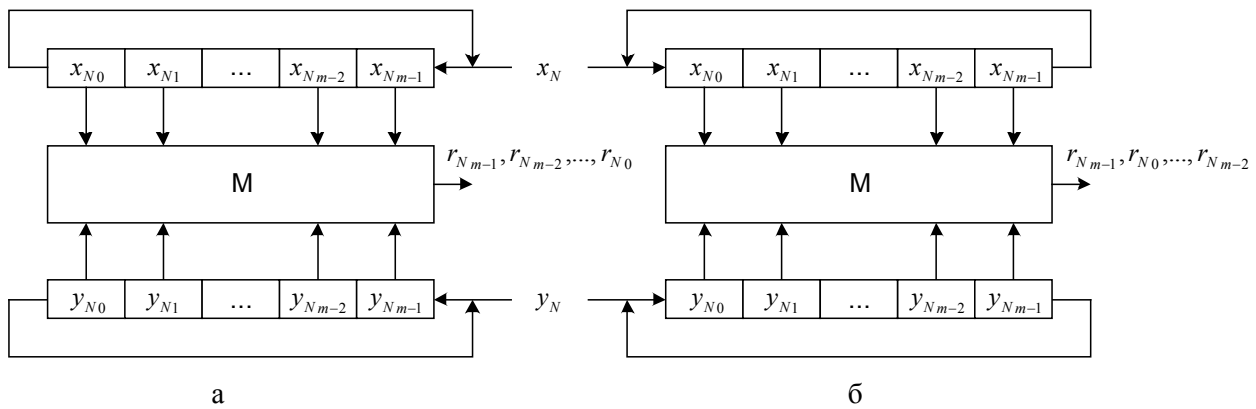 x_{N0} x_{N1} ... x_{Nm−2} x_{Nm−1} x_N x_{N0} x_{N1} ... x_{Nm−2} x_{Nm−1}
r_{Nm−1}, r_{Nm−2},..., r_{N0} r_{Nm−1}, r_{N0},..., r_{Nm−2}
M M
y_{N0} y_{N1} ... y_{Nm−2} y_{Nm−1} y_N y_{N0} y_{N1} ... y_{Nm−2} y_{Nm−1}
а б